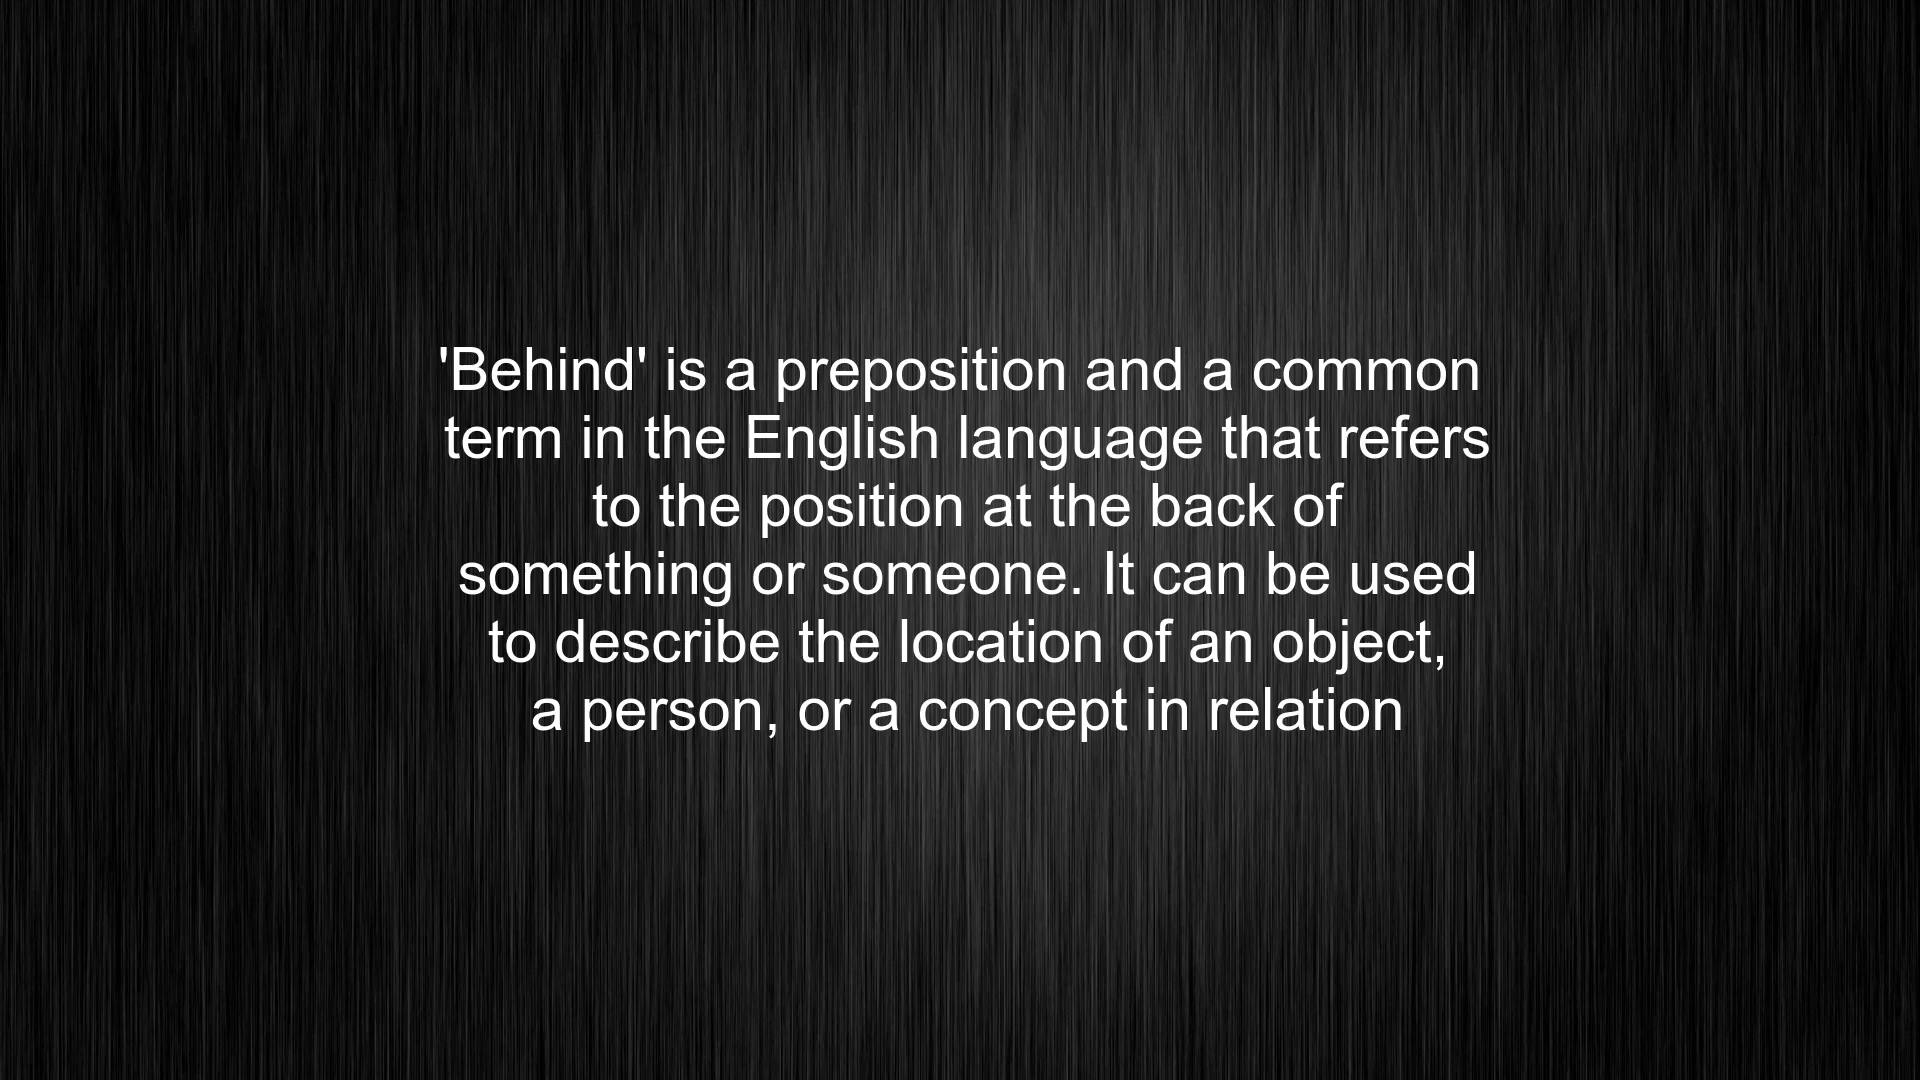 'Behind' is a preposition and a common
term in the English language that refers
to the position at the back of
something or someone. It can be used
to describe the location of an object,
a person, or a concept in relation